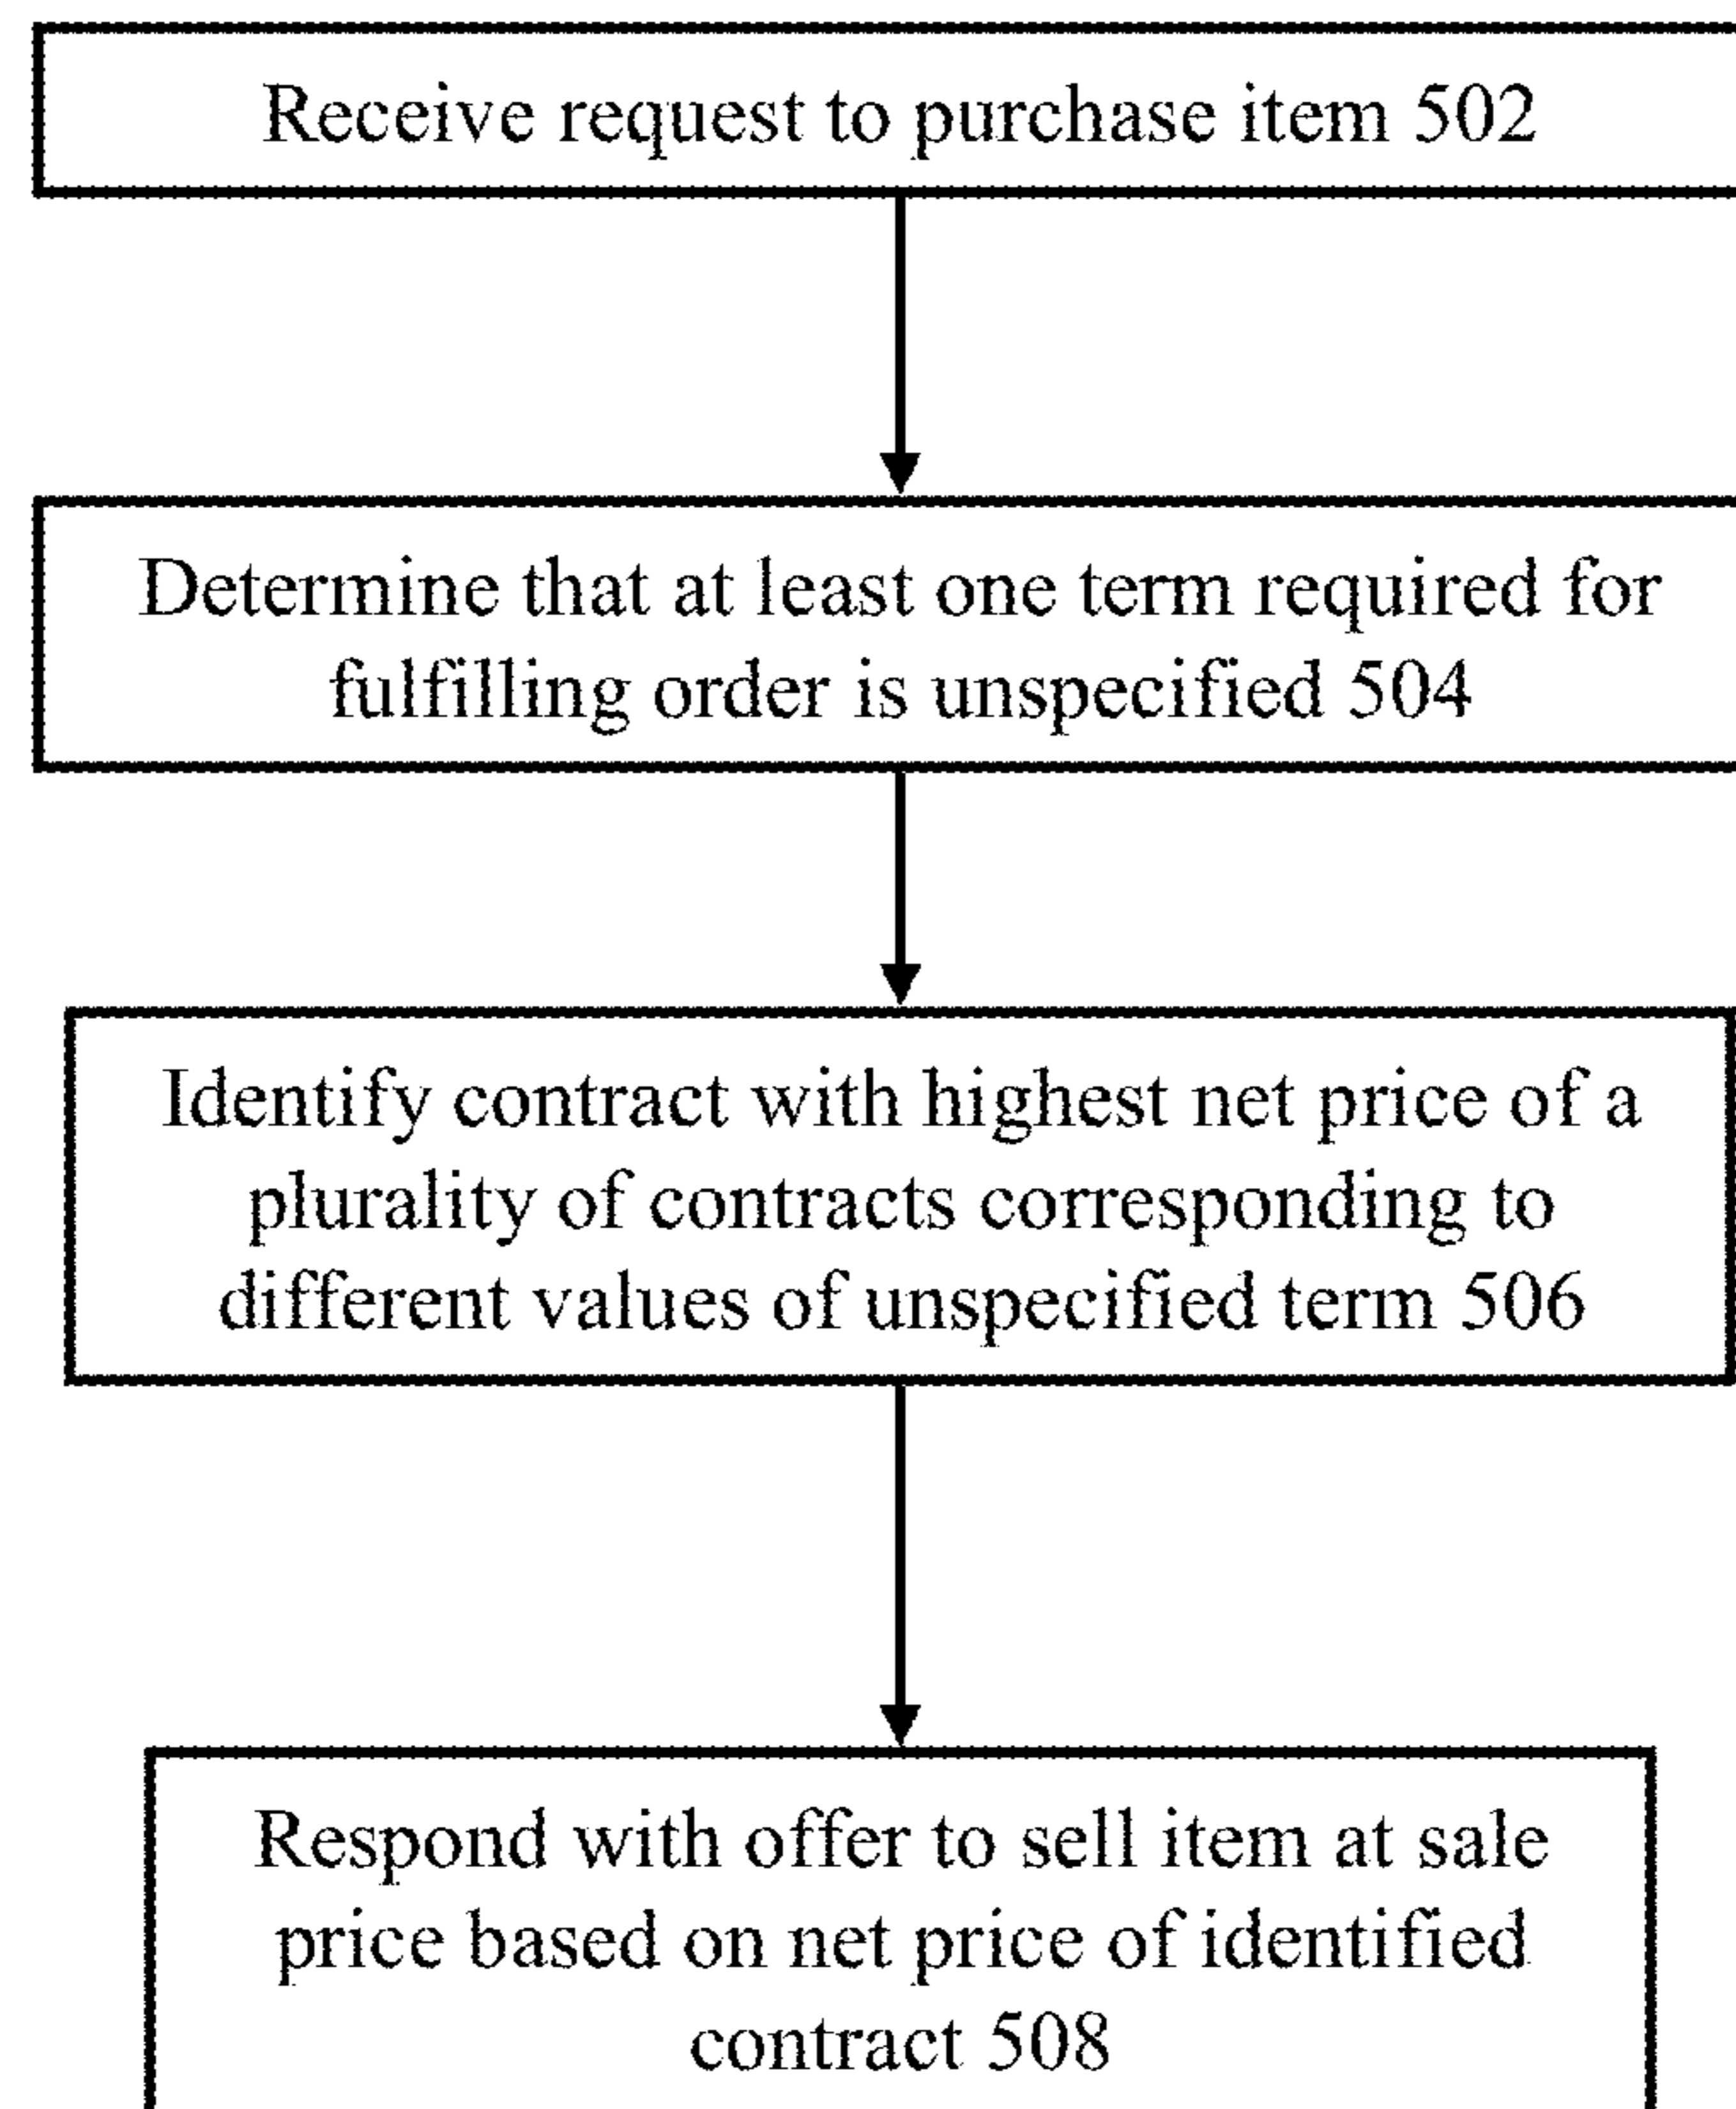 Receive request to purchase item 502
Determine that at least one term required for
fulfilling order is unspecified 504
Identify contract with highest net price of a
plurality of contracts corresponding to
different values of unspecified term 506
Respond with offer to sell item at sale
price based on net price of identified
contract 508